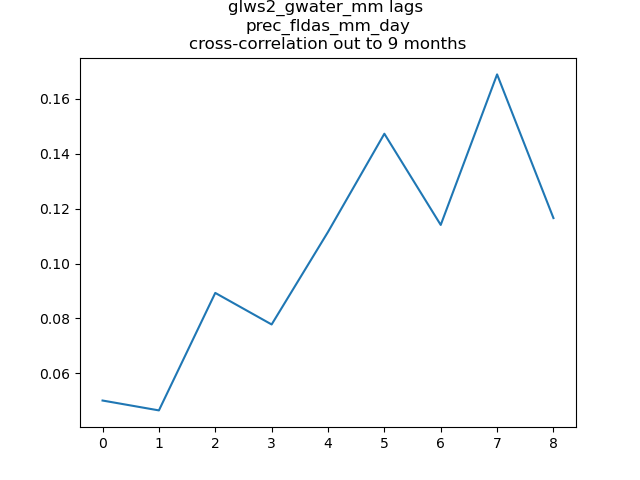 glws2_gwater_mm lags
prec_fldas_mm_day
cross-correlation out to 9 months
0.16
0.14
0.12
0.10
0.08
0.06
0 1 2 3 4 5 6 7 8